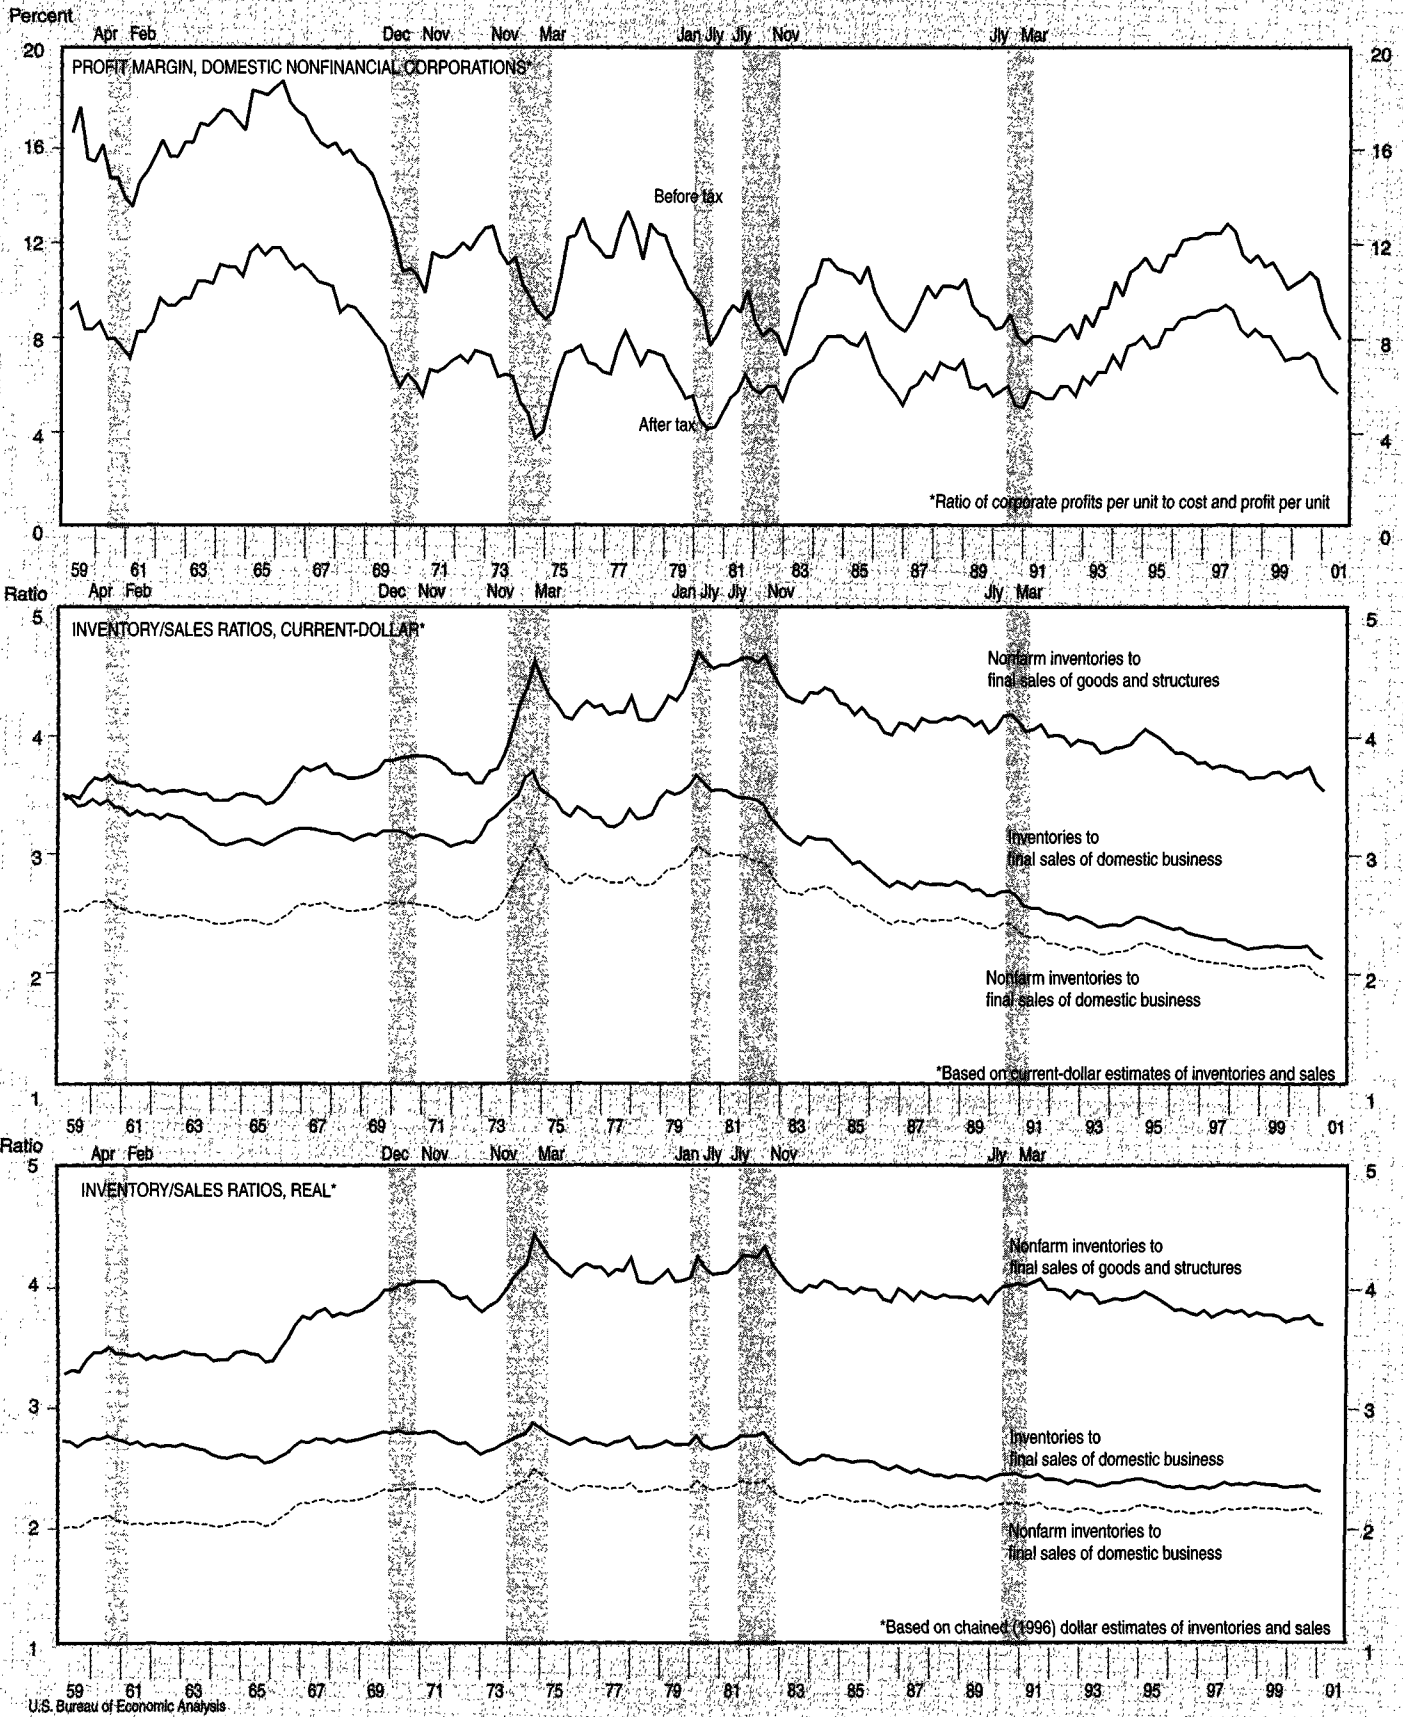 Percent
Apr Feb Dec Nov Nov Mar Jan Jly Jly Nov Jly Mar
20 20
PROFIT MARGIN, DOMESTIC NONFINANCIAL CORPORATIONS*
16 16
Before tax
12 12
8 8
After tax
4 4
*Ratio of corporate profits per unit to cost and profit per unit
0 0
59 61 63 65 67 69 71 73 75 77 79 81 83 85 87 89 91 93 95 97 99 01
Ratio
Apr Feb Dec Nov Nov Mar Jan Jly Jly Nov Jly Mar
5 5
INVENTORY/SALES RATIOS, CURRENT-DOLLAR*
Nonfarm inventories to
final sales of goods and structures
4 4
Inventories to
final sales of domestic business
3 3
2 2
Nonfarm inventories to
final sales of domestic business
*Based on current-dollar estimates of inventories and sales
1 1
59 61 63 65 67 69 71 73 75 77 79 81 83 85 87 89 91 93 95 97 99 01
Ratio
Apr Feb Dec Nov Nov Mar Jan Jly Jly Nov Jly Mar
5 5
INVENTORY/SALES RATIOS, REAL*
Nonfarm inventories to
final sales of goods and structures
4 4
3 3
Inventories to
final sales of domestic business
2 2
Nonfarm inventories to
final sales of domestic business
*Based on chained (1996) dollar estimates of inventories and sales
1 1
59 61 63 65 67 69 71 73 75 77 79 81 83 85 87 89 91 93 95 97 99 01
U.S. Bureau of Economic Analysis